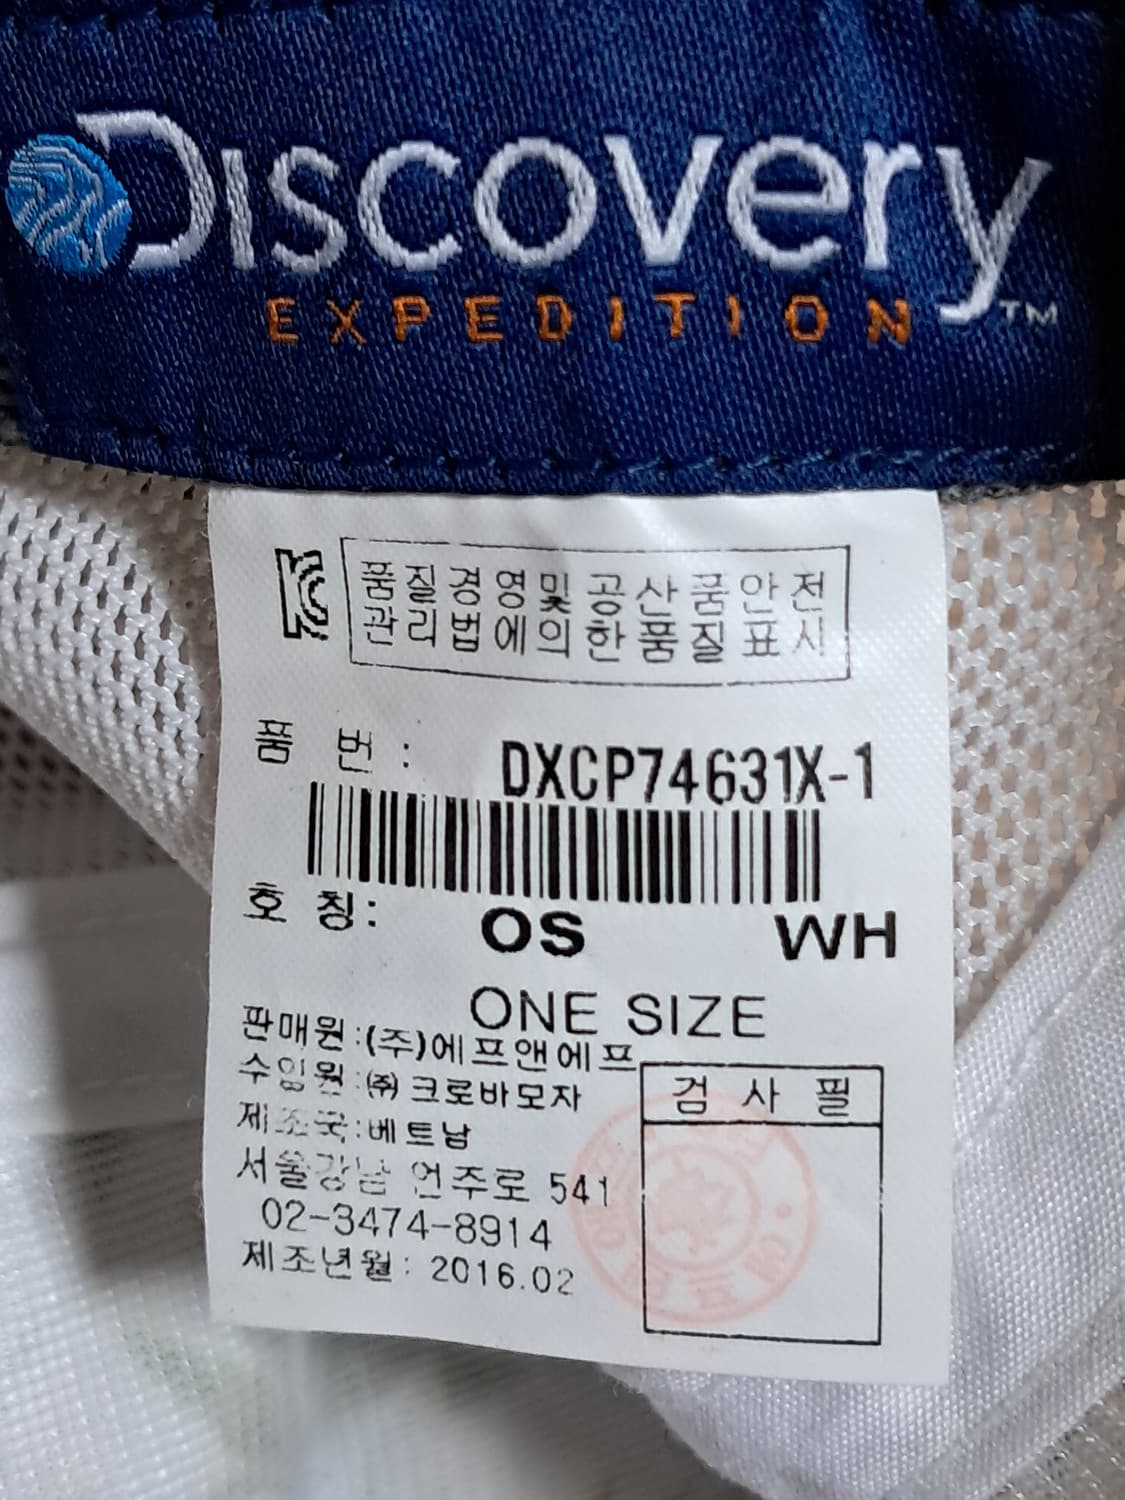 Discovery
EXPEDITION™
품질경영및 공산품안전
관리법에의한품질표시
품 번 : DXCP74631X-1
호 칭: OS WH
ONE SIZE
판매원:(주)에프앤에프
수입원:㈜크로바모자
제조국:베트남
서울강남 언주로 541
02-3474-8914
제조년월: 2016.02
검 사 필